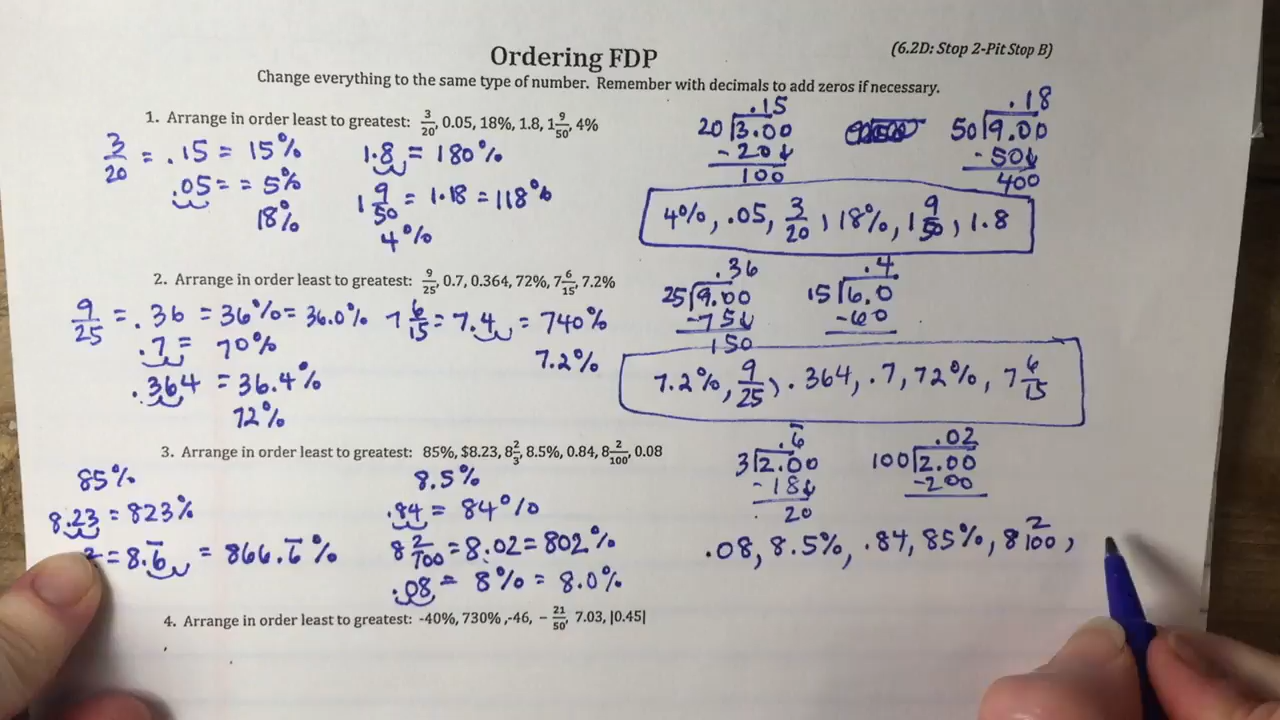 Ordering FDP
(6.2D: Stop 2-Pit Stop B)
Change everything to the same type of number. Remember with decimals to add zeros if necessary.
1. Arrange in order least to greatest: 3/20, 0.05, 18%, 1.8, 1 9/50, 4%
3/20 = .15 = 15%
.05 = = 5%
18%
1.8 = 180%
1 9/50 = 1.18 = 118%
4%
.15
20 3.00
- 20
100
.18
50 9.00
- 50
400
4%, .05, 3/20, 18%, 1 9/50, 1.8
2. Arrange in order least to greatest: 9/25, 0.7, 0.364, 72%, 7 6/15, 7.2%
9/25 = .36 = 36% = 36.0%
.7 = 70%
.364 = 36.4%
72%
7 6/15 = 7.4 = 740%
7.2%
.36
25 9.00
- 75
150
.4
15 6.0
- 60
7.2%, 9/25, .364, .7, 72%, 7 6/15
3. Arrange in order least to greatest: 85%, $8.23, 8 2/3, 8.5%, 0.84, 8 2/100, 0.08
85%
8.23 = 823%
= 8.6̅ = 866.6̅%
8.5%
.84 = 84%
8 2/100 = 8.02 = 802%
.08 = 8% = 8.0%
.6̅
3 2.00
- 18
20
.02
100 2.00
- 200
.08, 8.5%, .84, 85%, 8 2/100,
4. Arrange in order least to greatest: -40%, 730% ,-46, - 21/50, 7.03, |0.45|